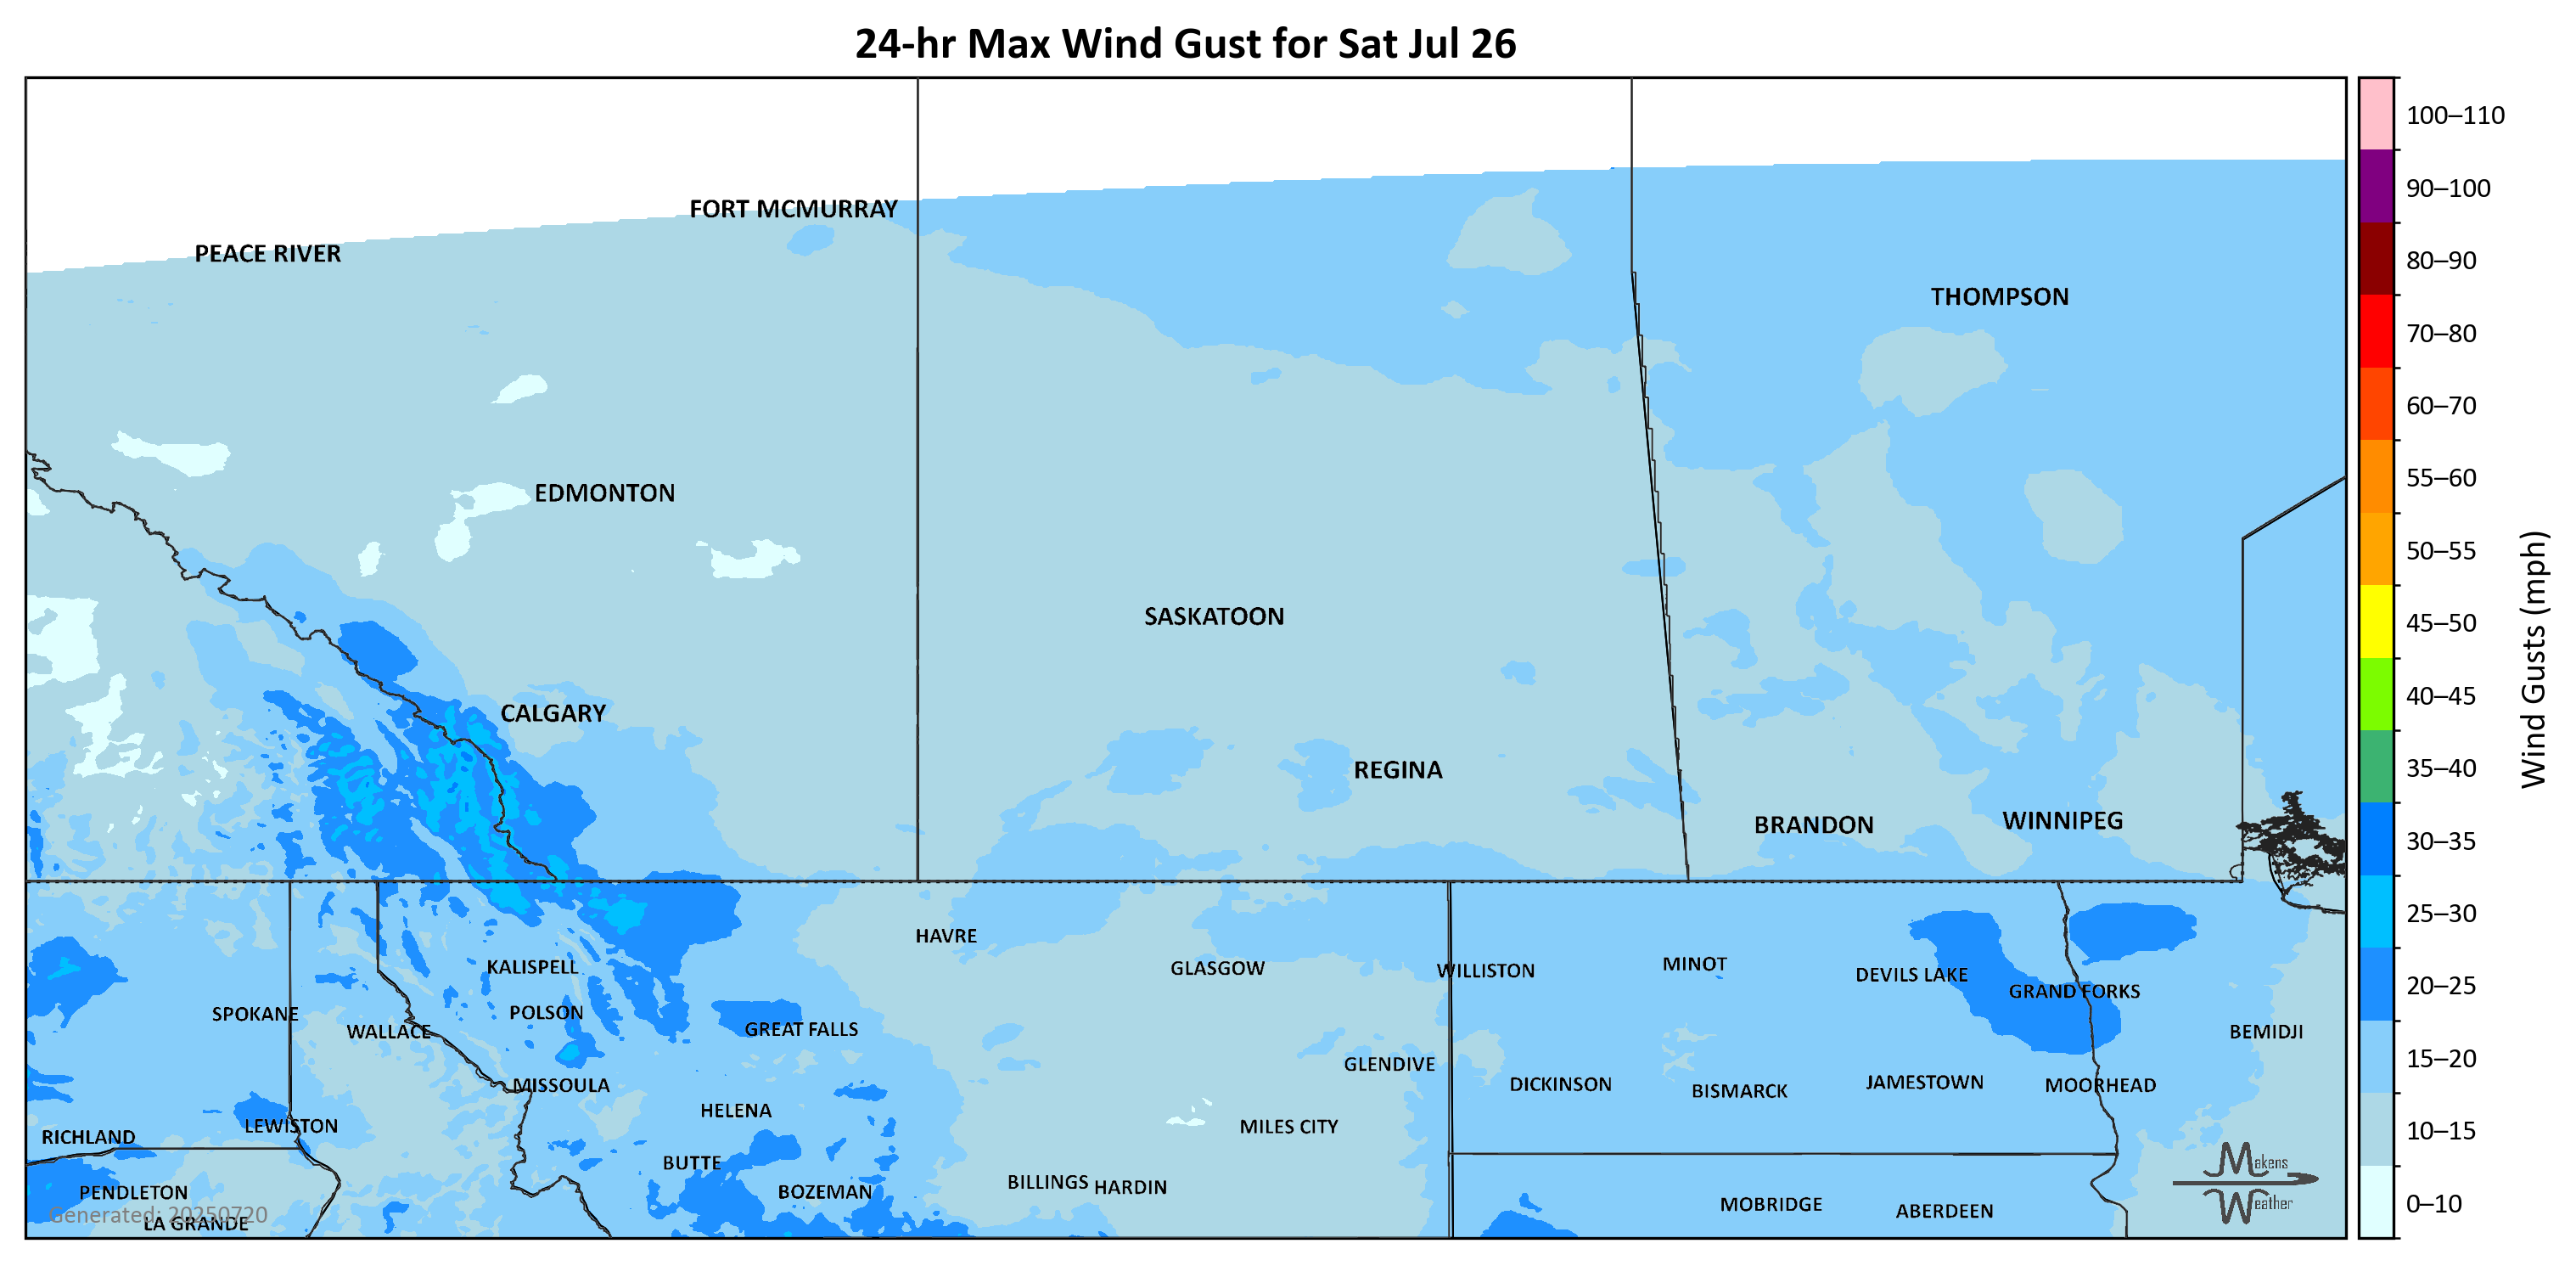 24-hr Max Wind Gust for Sat Jul 26
100–110
90–100
80–90
70–80
60–70
55–60
50–55
45–50
40–45
35–40
30–35
25–30
20–25
15–20
10–15
0–10
Wind Gusts (mph)
FORT MCMURRAY
PEACE RIVER
THOMPSON
EDMONTON
SASKATOON
CALGARY
REGINA
BRANDON
WINNIPEG
HAVRE
KALISPELL
GLASGOW
WILLISTON
MINOT
DEVILS LAKE
GRAND FORKS
SPOKANE
POLSON
WALLACE
GREAT FALLS
BEMIDJI
GLENDIVE
MISSOULA
DICKINSON
BISMARCK
JAMESTOWN
MOORHEAD
HELENA
LEWISTON
MILES CITY
RICHLAND
BUTTE
PENDLETON
BOZEMAN
BILLINGS
HARDIN
MOBRIDGE
ABERDEEN
Generated: 20250720
LA GRANDE
Makens
Weather